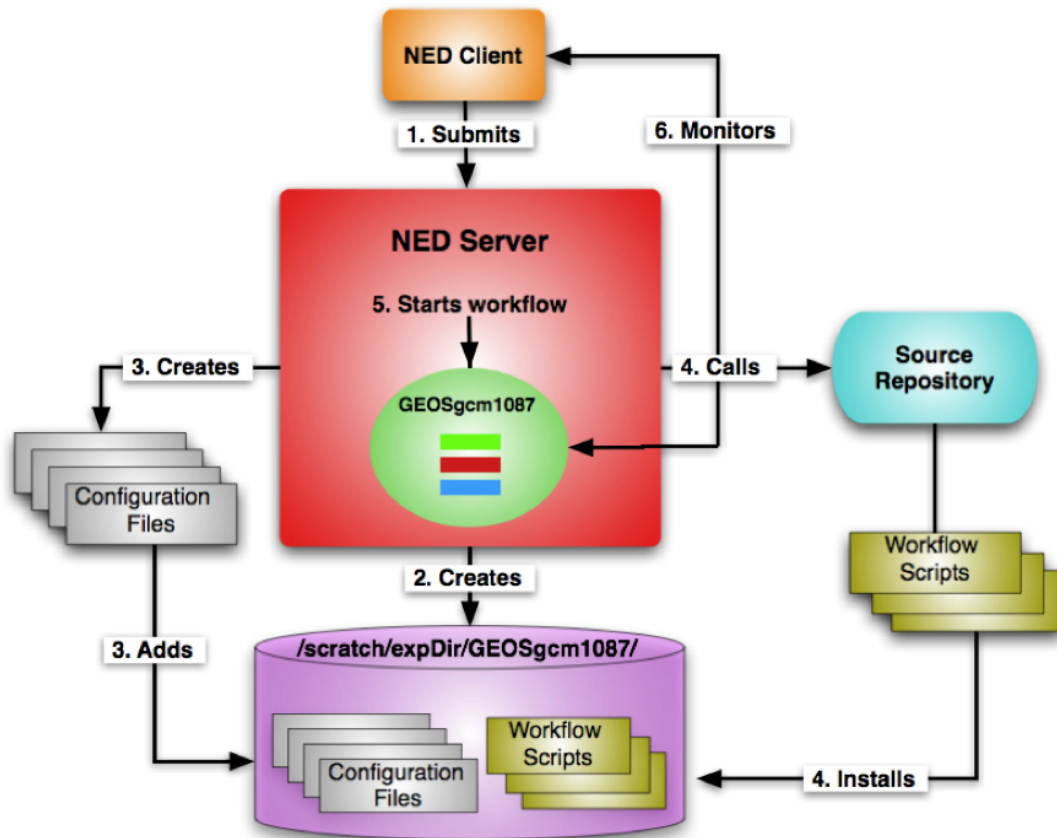 NED Client
1. Submits
6. Monitors
NED Server
5. Starts workflow
3. Creates
4. Calls
Source
Repository
GEOSgcm1087
Configuration
Files
Workflow
Scripts
2. Creates
3. Adds
/scratch/expDir/GEOSgcm1087/
Workflow
Scripts
Configuration
Files
4. Installs